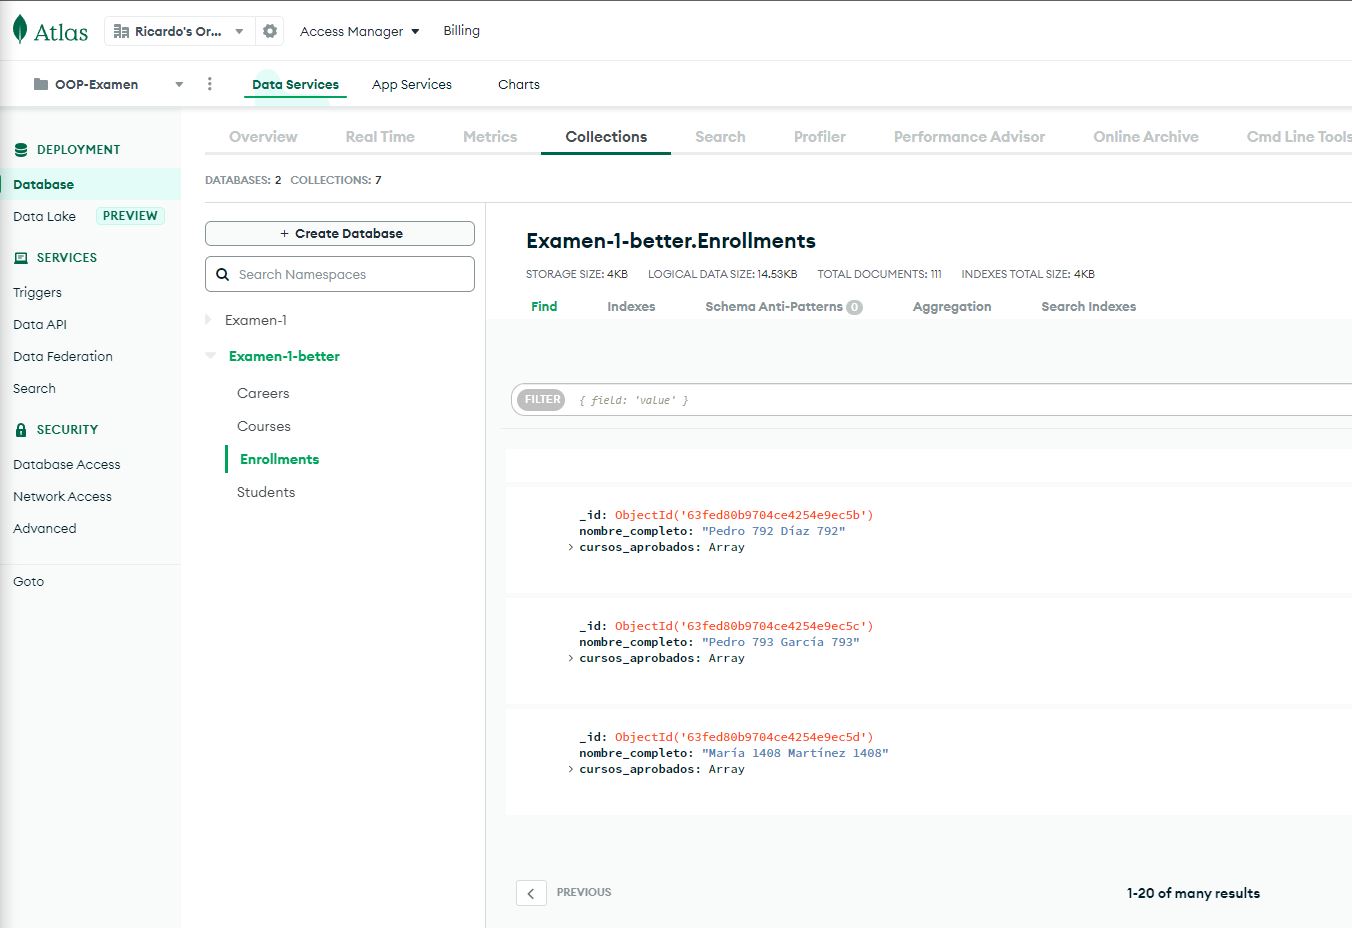 Atlas
Ricardo's Or...
Access Manager
Billing
OOP-Examen
Data Services
App Services
Charts
DEPLOYMENT
Database
Data Lake PREVIEW
SERVICES
Triggers
Data API
Data Federation
Search
SECURITY
Database Access
Network Access
Advanced
Goto
Overview
Real Time
Metrics
Collections
Search
Profiler
Performance Advisor
Online Archive
Cmd Line Tools
DATABASES: 2 COLLECTIONS: 7
+ Create Database
Search Namespaces
Examen-1
Examen-1-better
Careers
Courses
Enrollments
Students
Examen-1-better.Enrollments
STORAGE SIZE: 4KB LOGICAL DATA SIZE: 14.53KB TOTAL DOCUMENTS: 111 INDEXES TOTAL SIZE: 4KB
Find
Indexes
Schema Anti-Patterns 0
Aggregation
Search Indexes
FILTER { field: 'value' }
_id: ObjectId('63fed80b9704ce4254e9ec5b')
nombre_completo: "Pedro 792 Díaz 792"
> cursos_aprobados: Array
_id: ObjectId('63fed80b9704ce4254e9ec5c')
nombre_completo: "Pedro 793 García 793"
> cursos_aprobados: Array
_id: ObjectId('63fed80b9704ce4254e9ec5d')
nombre_completo: "María 1408 Martínez 1408"
> cursos_aprobados: Array
PREVIOUS
1-20 of many results